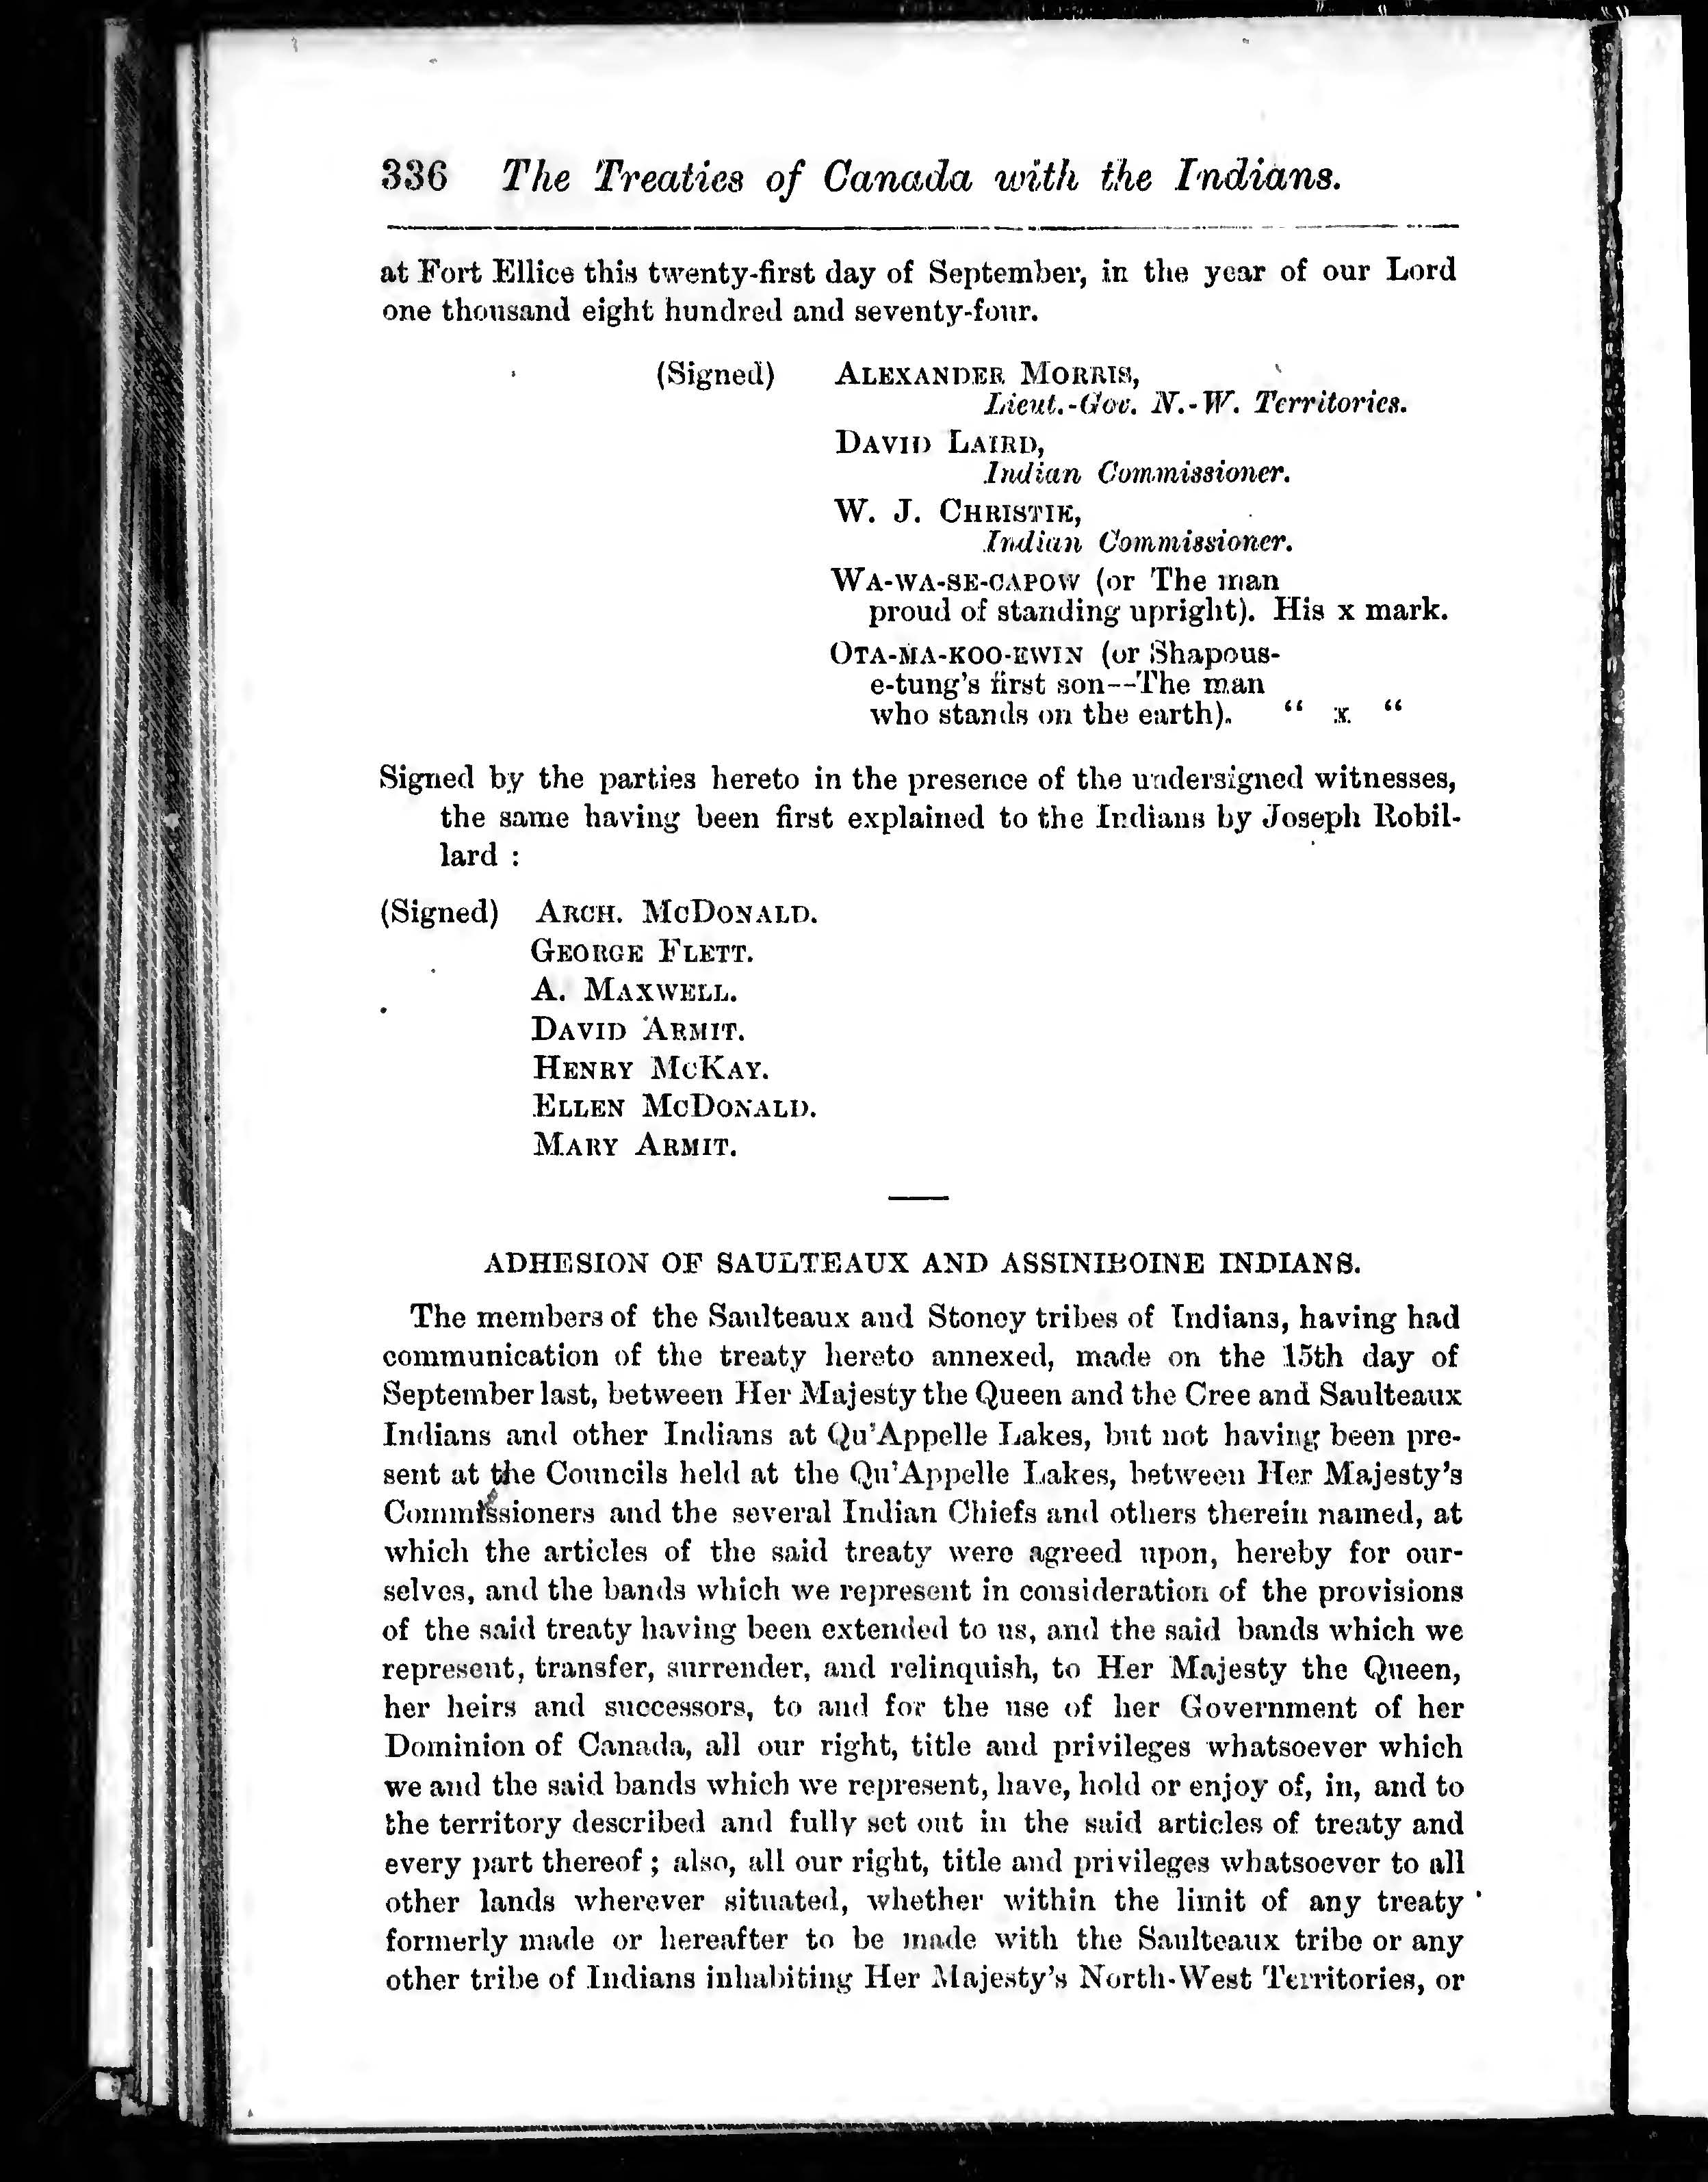 336 The Treaties of Canada with the Indians.
at Fort Ellice this twenty-first day of September, in the year of our Lord
one thousand eight hundred and seventy-four.
(Signed) ALEXANDER MORRIS,
Lieut.-Gov. N.-W. Territories.
DAVID LAIRD,
Indian Commissioner.
W. J. CHRISTIE,
Indian Commissioner.
WA-WA-SE-CAPOW (or The man
proud of standing upright). His x mark.
OTA-MA-KOO-EWIN (or Shapous-
e-tung's first son--The man
who stands on the earth). “ x “
Signed by the parties hereto in the presence of the undersigned witnesses,
the same having been first explained to the Indians by Joseph Robil-
lard :
(Signed) ARCH. MCDONALD.
GEORGE FLETT.
A. MAXWELL.
DAVID ARMIT.
HENRY MCKAY.
ELLEN MCDONALD.
MARY ARMIT.
ADHESION OF SAULTEAUX AND ASSINIBOINE INDIANS.
The members of the Saulteaux and Stoney tribes of Indians, having had
communication of the treaty hereto annexed, made on the 15th day of
September last, between Her Majesty the Queen and the Cree and Saulteaux
Indians and other Indians at Qu'Appelle Lakes, but not having been pre-
sent at the Councils held at the Qu'Appelle Lakes, between Her Majesty's
Commissioners and the several Indian Chiefs and others therein named, at
which the articles of the said treaty were agreed upon, hereby for our-
selves, and the bands which we represent in consideration of the provisions
of the said treaty having been extended to us, and the said bands which we
represent, transfer, surrender, and relinquish, to Her Majesty the Queen,
her heirs and successors, to and for the use of her Government of her
Dominion of Canada, all our right, title and privileges whatsoever which
we and the said bands which we represent, have, hold or enjoy of, in, and to
the territory described and fully set out in the said articles of treaty and
every part thereof ; also, all our right, title and privileges whatsoever to all
other lands wherever situated, whether within the limit of any treaty
formerly made or hereafter to be made with the Saulteaux tribe or any
other tribe of Indians inhabiting Her Majesty's North-West Territories, or